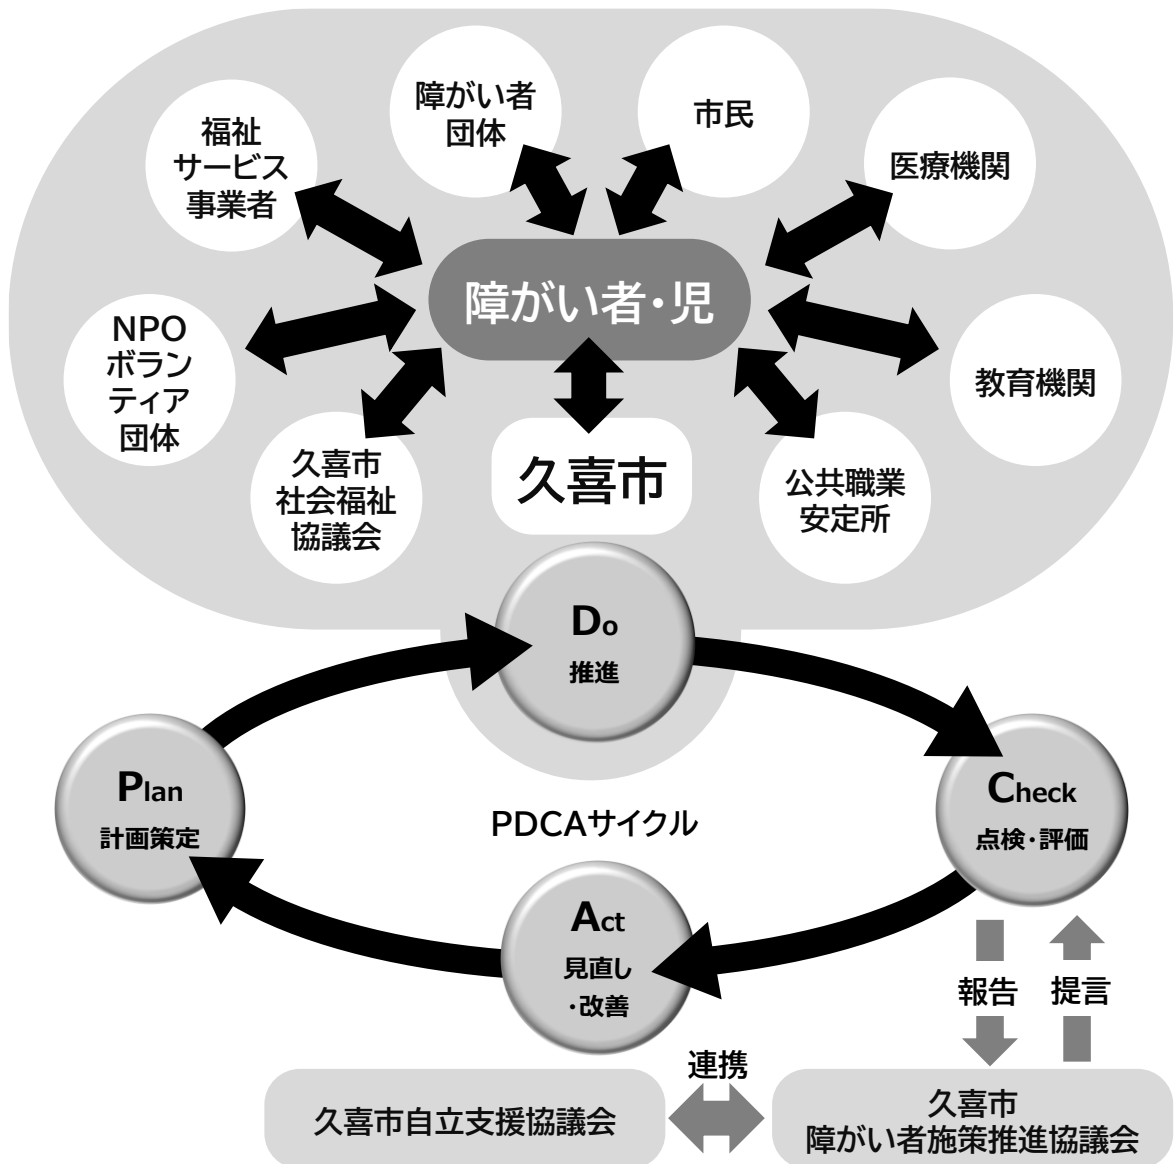 障がい者
団体
市民
福祉
サービス
事業者
医療機関
障がい者・児
NPO
ボラン
ティア
団体
教育機関
久喜市
社会福祉
協議会
久喜市
公共職業
安定所
Do
推進
Plan
計画策定
Check
点検・評価
PDCAサイクル
Act
見直し
・改善
報告
提言
連携
久喜市自立支援協議会
久喜市
障がい者施策推進協議会